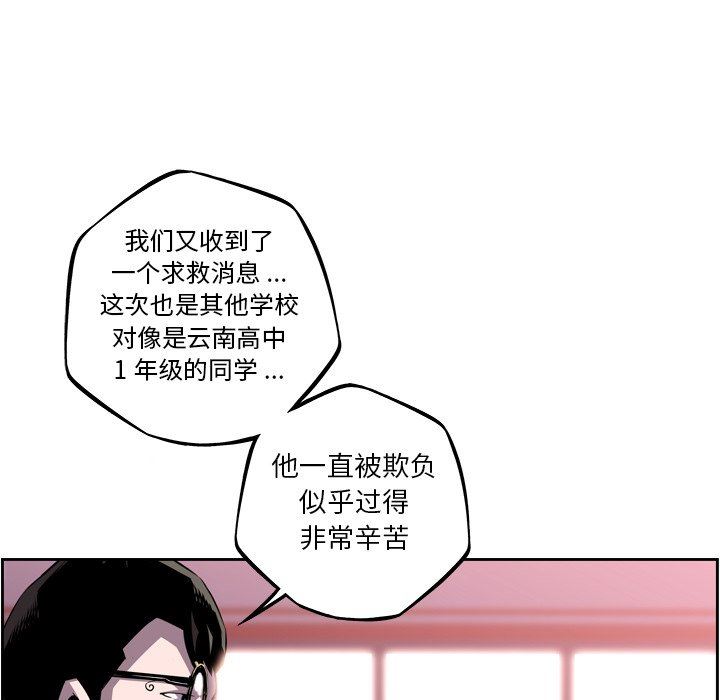 我们又收到了
一个求救消息...
这次也是其他学校
对像是云南高中
1 年级的同学...
他一直被欺负
似乎过得
非常辛苦